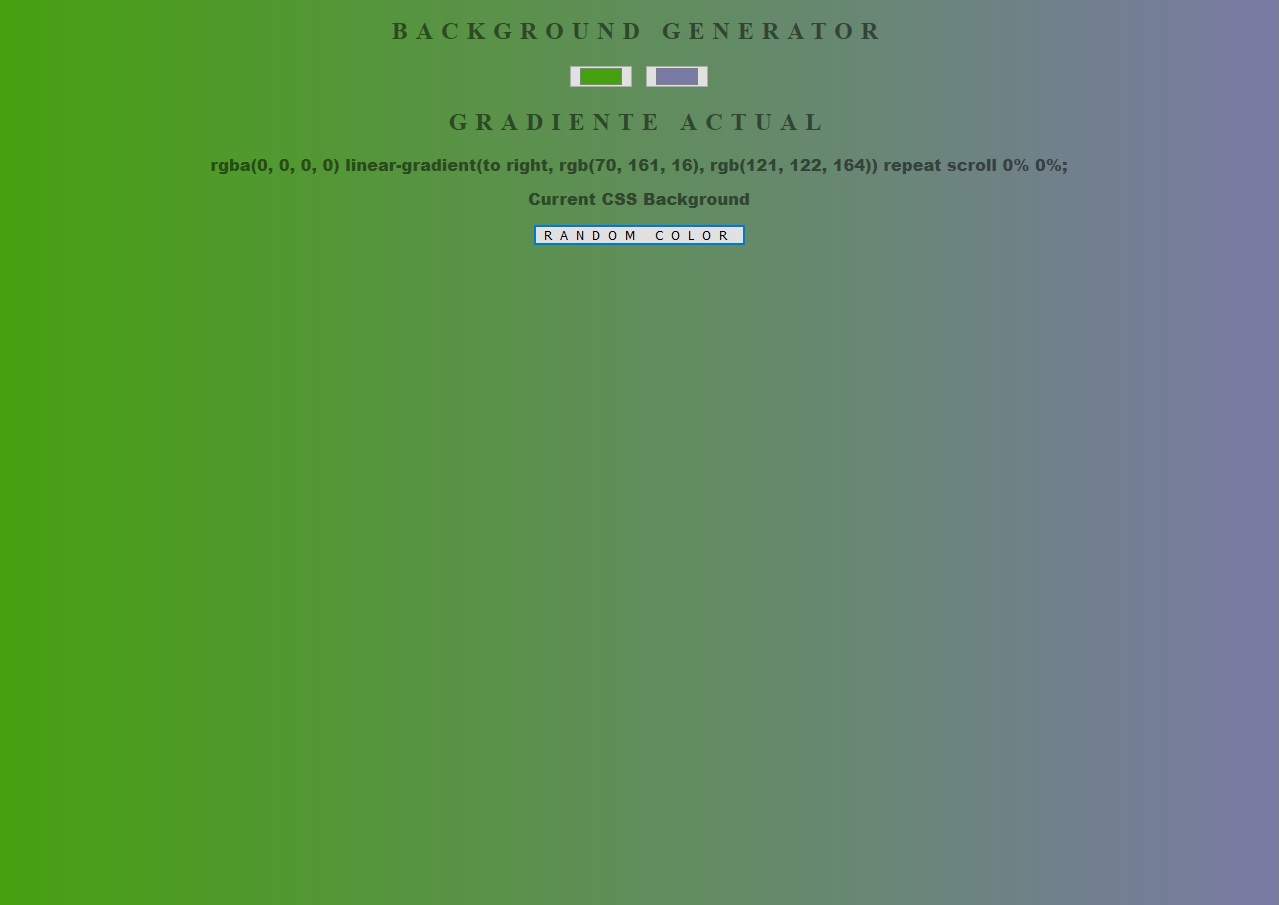 BACKGROUND GENERATOR
GRADIENTE ACTUAL
rgba(0, 0, 0, 0) linear-gradient(to right, rgb(70, 161, 16), rgb(121, 122, 164)) repeat scroll 0% 0%;
Current CSS Background
RANDOM COLOR